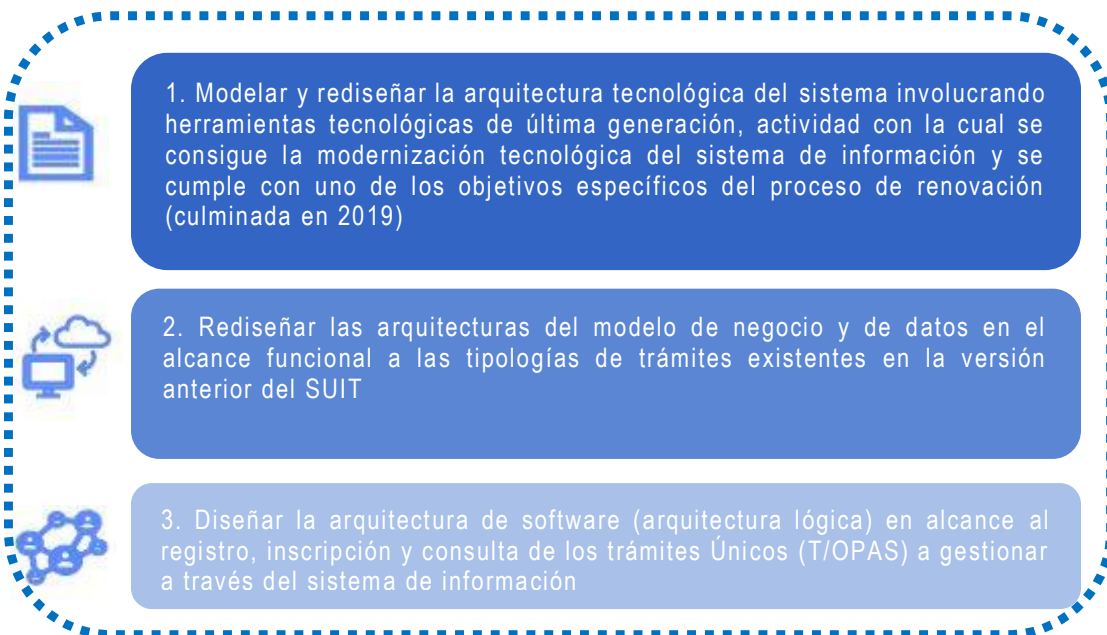 1. Modelar y rediseñar la arquitectura tecnológica del sistema involucrando
herramientas tecnológicas de última generación, actividad con la cual se
consigue la modernización tecnológica del sistema de información y se
cumple con uno de los objetivos específicos del proceso de renovación
(culminada en 2019)
2. Rediseñar las arquitecturas del modelo de negocio y de datos en el
alcance funcional a las tipologías de trámites existentes en la versión
anterior del SUIT
3. Diseñar la arquitectura de software (arquitectura lógica) en alcance al
registro, inscripción y consulta de los trámites Únicos (T/OPAS) a gestionar
a través del sistema de información